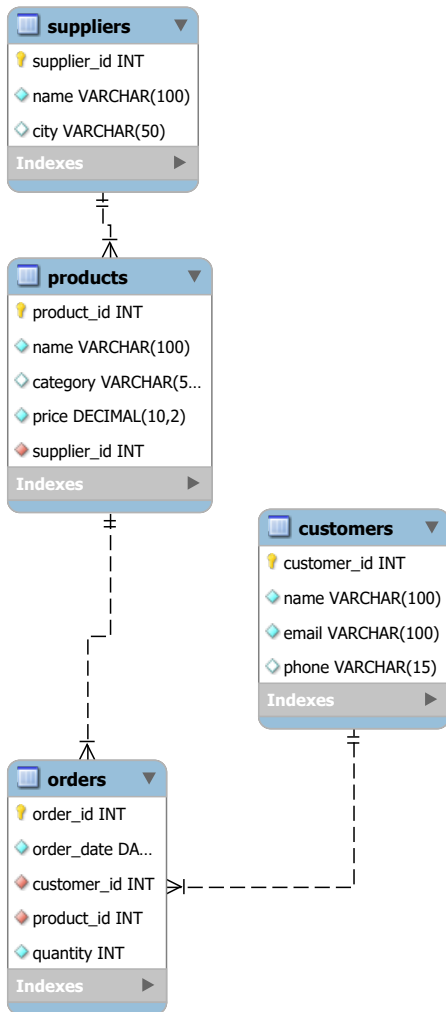 suppliers
supplier_id INT
name VARCHAR(100)
city VARCHAR(50)
Indexes
products
product_id INT
name VARCHAR(100)
category VARCHAR(5...
price DECIMAL(10,2)
supplier_id INT
Indexes
customers
customer_id INT
name VARCHAR(100)
email VARCHAR(100)
phone VARCHAR(15)
Indexes
orders
order_id INT
order_date DA...
customer_id INT
product_id INT
quantity INT
Indexes